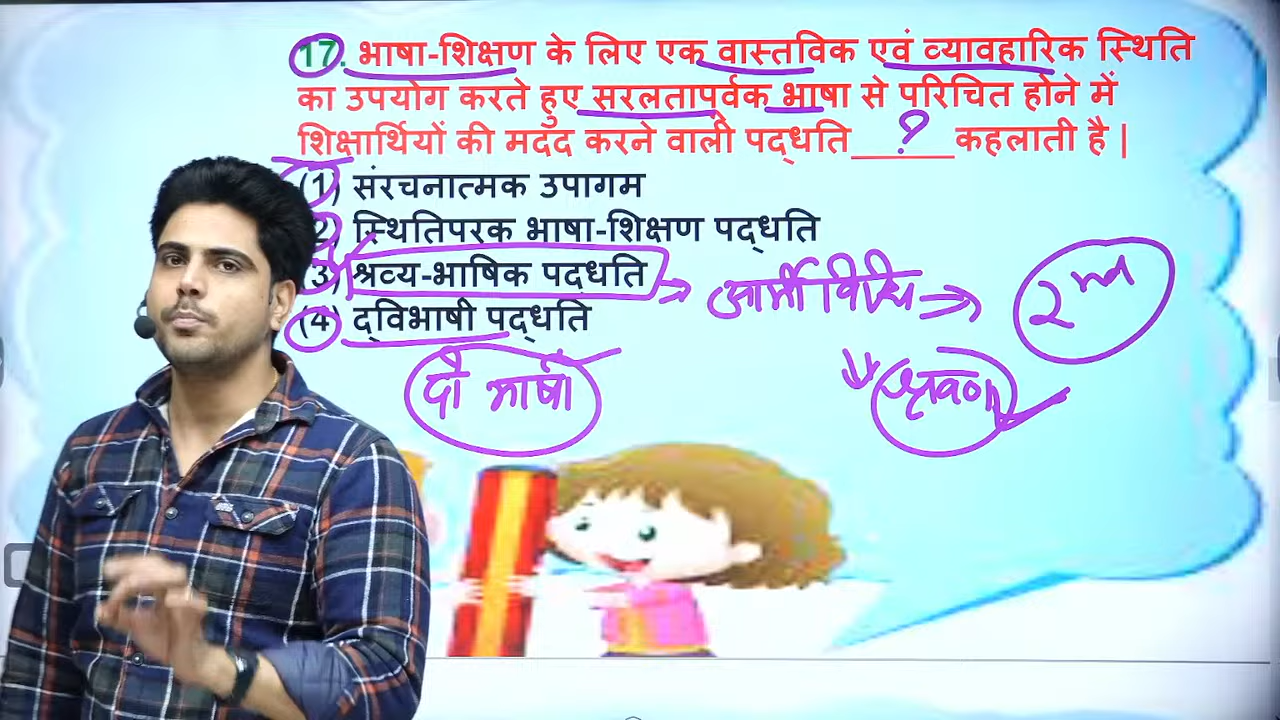 17. भाषा-शिक्षण के लिए एक वास्तविक एवं व्यावहारिक स्थिति
का उपयोग करते हुए सरलतापूर्वक भाषा से परिचित होने में
शिक्षार्थियों की मदद करने वाली पद्धति______कहलाती है |
?
(1) संरचनात्मक उपागम
(2) स्थितिपरक भाषा-शिक्षण पद्धति
(3) श्रव्य-भाषिक पद्धति → आर्मी विधि → 2nd
(4) द्विभाषी पद्धति
दो भाषा श्रवण